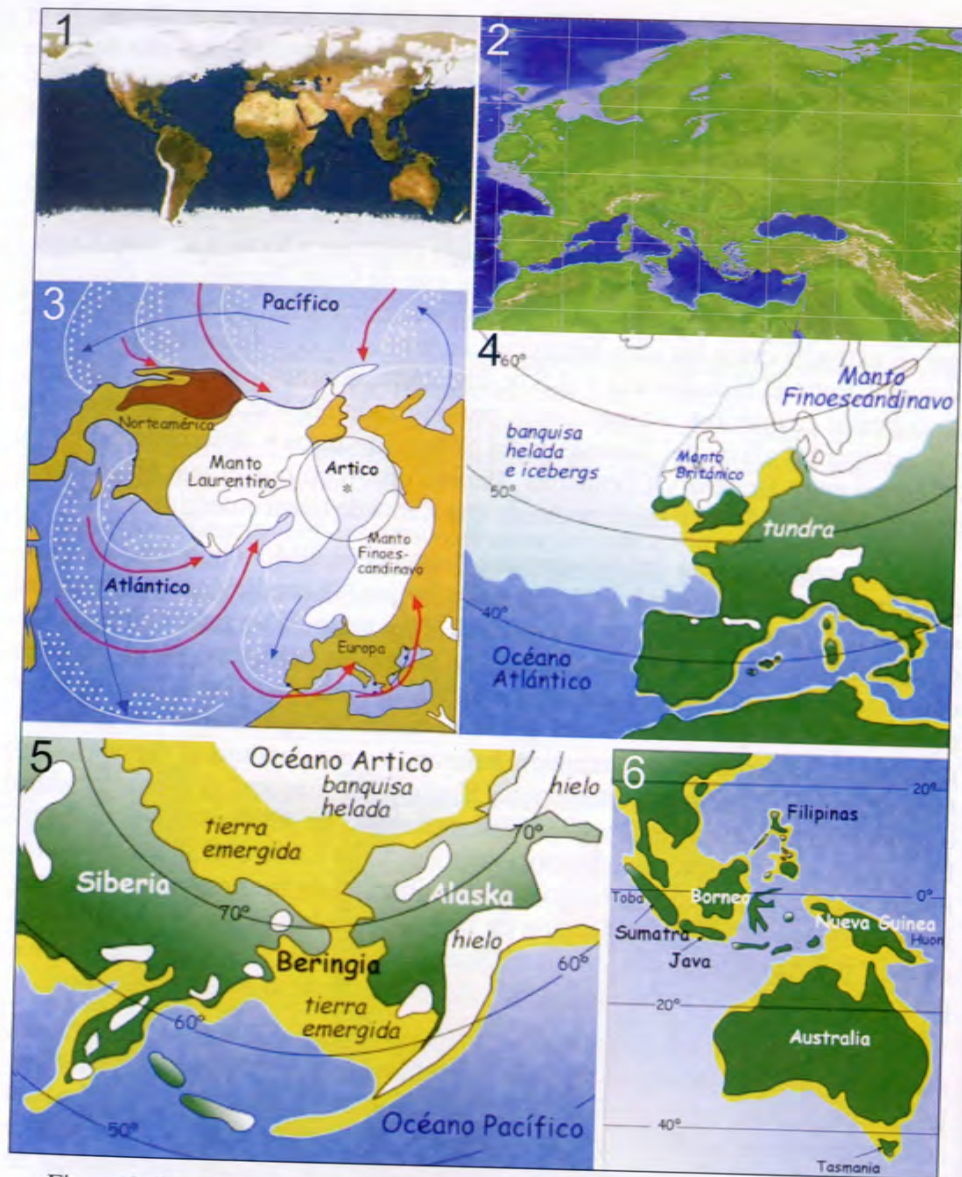 1
2
3
Pacífico
Norteamérica
Manto
Laurentino
Artico
*
Manto
Finoes-
candinavo
Atlántico
Europa
4
60°
Manto
Finoescandinavo
banquisa
helada
e icebergs
Manto
Británico
50°
tundra
40°
Océano
Atlántico
5
Océano Artico
banquisa
helada
hielo
tierra
emergida
70°
Siberia
Alaska
70°
hielo
Beringia
60°
tierra
emergida
60°
50°
Océano Pacífico
6
20°
Filipinas
Toba
Borneo
0°
Nueva Guinea
Sumatra
Huon
Java
20°
Australia
40°
Tasmania